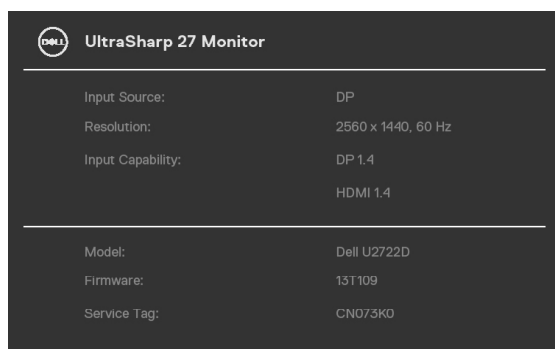 DELL UltraSharp 27 Monitor
Input Source: DP
Resolution: 2560 x 1440, 60 Hz
Input Capability: DP 1.4
HDMI 1.4
Model: Dell U2722D
Firmware: 13T109
Service Tag: CN073K0